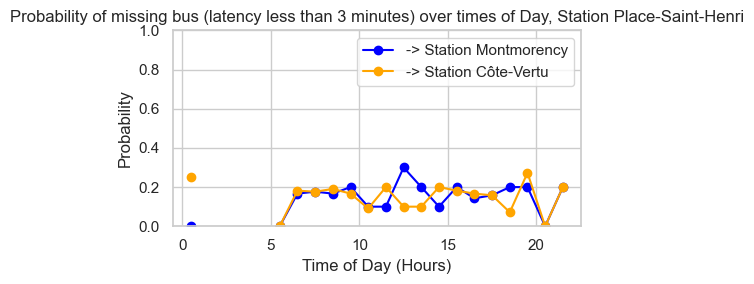 Probability of missing bus (latency less than 3 minutes) over times of Day, Station Place-Saint-Henri
1.0
-> Station Montmorency
-> Station Côte-Vertu
0.8
0.6
0.4
0.2
0.0
Probability
0 5 10 15 20
Time of Day (Hours)